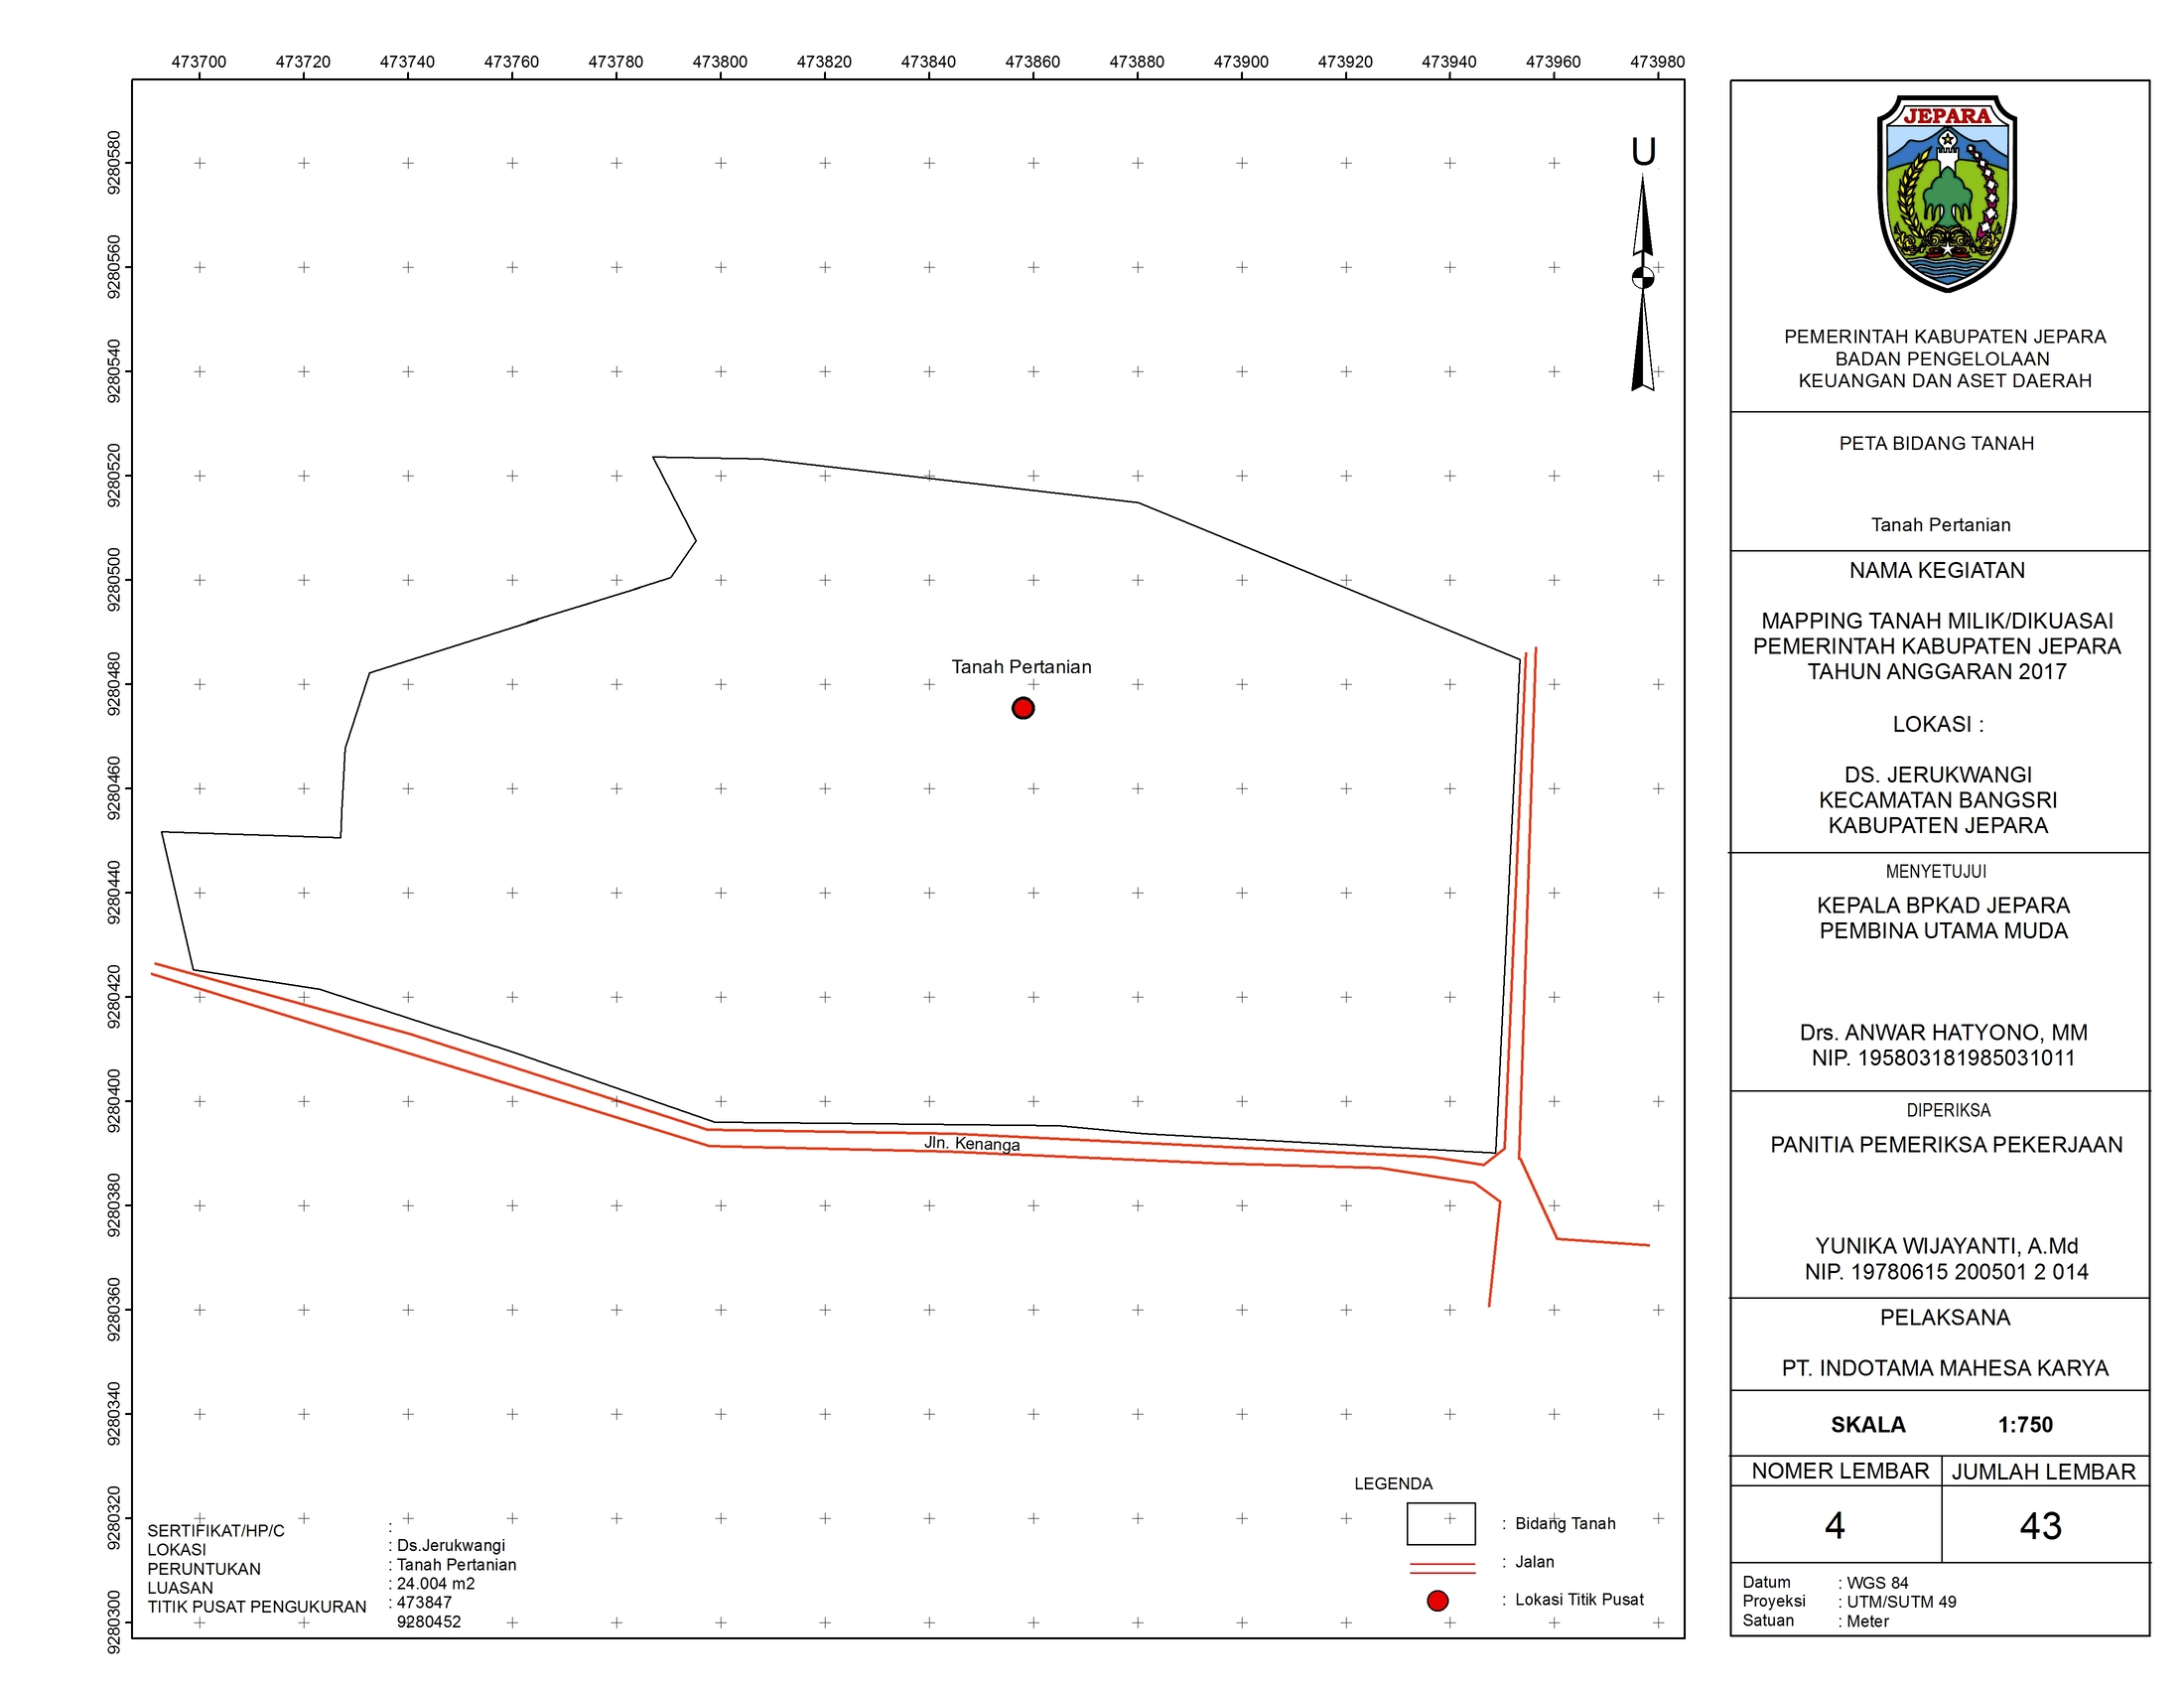 473700 473720 473740 473760 473780 473800 473820 473840 473860 473880 473900 473920 473940 473960 473980
9280580
9280560
9280540
9280520
9280500
9280480
9280460
9280440
9280420
9280400
9280380
9280360
9280340
9280320
9280300
U
Tanah Pertanian
Jln. Kenanga
LEGENDA
: Bidang Tanah
: Jalan
: Lokasi Titik Pusat
SERTIFIKAT/HP/C :
LOKASI : Ds.Jerukwangi
PERUNTUKAN : Tanah Pertanian
LUASAN : 24.004 m2
TITIK PUSAT PENGUKURAN : 473847
9280452
JEPARA
PEMERINTAH KABUPATEN JEPARA
BADAN PENGELOLAAN
KEUANGAN DAN ASET DAERAH
PETA BIDANG TANAH
Tanah Pertanian
NAMA KEGIATAN
MAPPING TANAH MILIK/DIKUASAI
PEMERINTAH KABUPATEN JEPARA
TAHUN ANGGARAN 2017
LOKASI :
DS. JERUKWANGI
KECAMATAN BANGSRI
KABUPATEN JEPARA
MENYETUJUI
KEPALA BPKAD JEPARA
PEMBINA UTAMA MUDA
Drs. ANWAR HATYONO, MM
NIP. 195803181985031011
DIPERIKSA
PANITIA PEMERIKSA PEKERJAAN
YUNIKA WIJAYANTI, A.Md
NIP. 19780615 200501 2 014
PELAKSANA
PT. INDOTAMA MAHESA KARYA
SKALA 1:750
NOMER LEMBAR JUMLAH LEMBAR
4 43
Datum : WGS 84
Proyeksi : UTM/SUTM 49
Satuan : Meter